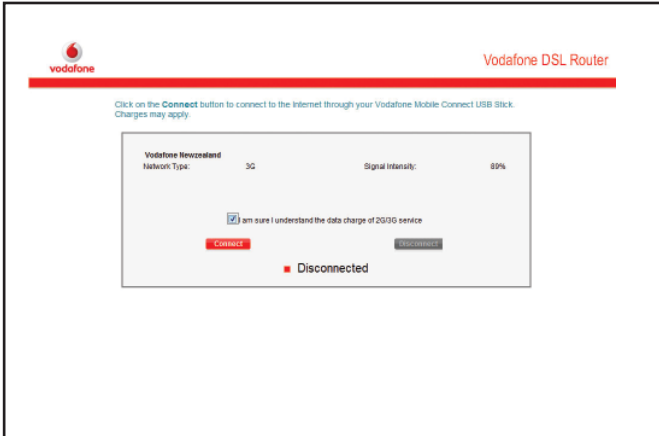 vodafone
Vodafone DSL Router
Click on the Connect button to connect to the Internet through your Vodafone Mobile Connect USB Stick.
Charges may apply.
Vodafone Newzealand
Network Type: 3G Signal Intensity: 89%
I am sure I understand the data charge of 2G/3G service
Connect Disconnect
Disconnected